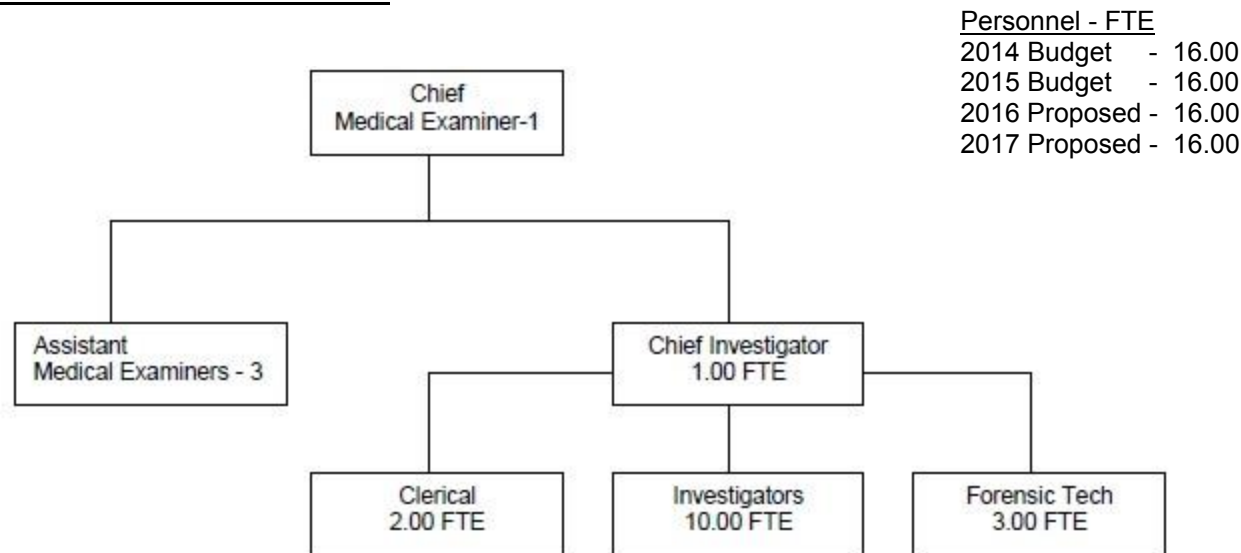 Personnel - FTE
2014 Budget - 16.00
2015 Budget - 16.00
2016 Proposed - 16.00
2017 Proposed - 16.00
Chief
Medical Examiner-1
Assistant
Medical Examiners - 3
Chief Investigator
1.00 FTE
Clerical
2.00 FTE
Investigators
10.00 FTE
Forensic Tech
3.00 FTE